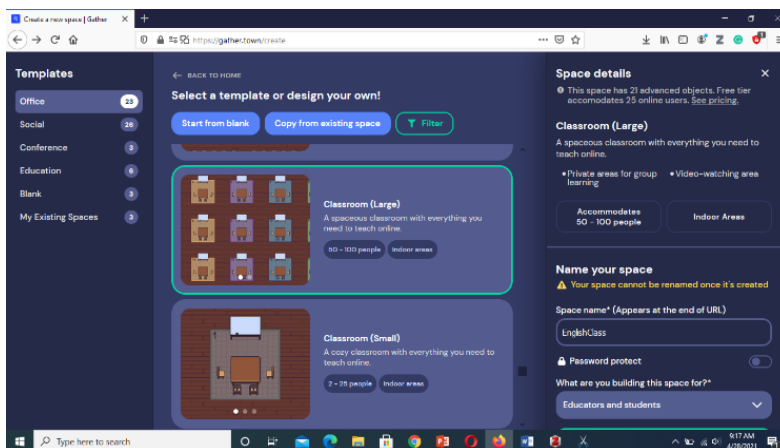 Create a new space | Gather
https://gather.town/create
Templates
Office 23
Social 26
Conference 3
Education 6
Blank 3
My Existing Spaces 3
BACK TO HOME
Select a template or design your own!
Start from blank
Copy from existing space
Filter
Classroom (Large)
A spaceous classroom with everything you
need to teach online.
50 - 100 people
Indoor areas
Classroom (Small)
A cozy classroom with everything you need to
teach online.
2 - 25 people
Indoor areas
Space details
This space has 21 advanced objects. Free tier
accomodates 25 online users. See pricing.
Classroom (Large)
A spaceous classroom with everything you need to
teach online.
•Private areas for group
learning
•Video-watching area
Accommodates
50 - 100 people
Indoor Areas
Name your space
Your space cannot be renamed once it's created
Space name* (Appears at the end of URL)
EnglishClass
Password protect
What are you building this space for?*
Educators and students
Type here to search
9:17 AM
4/28/2021